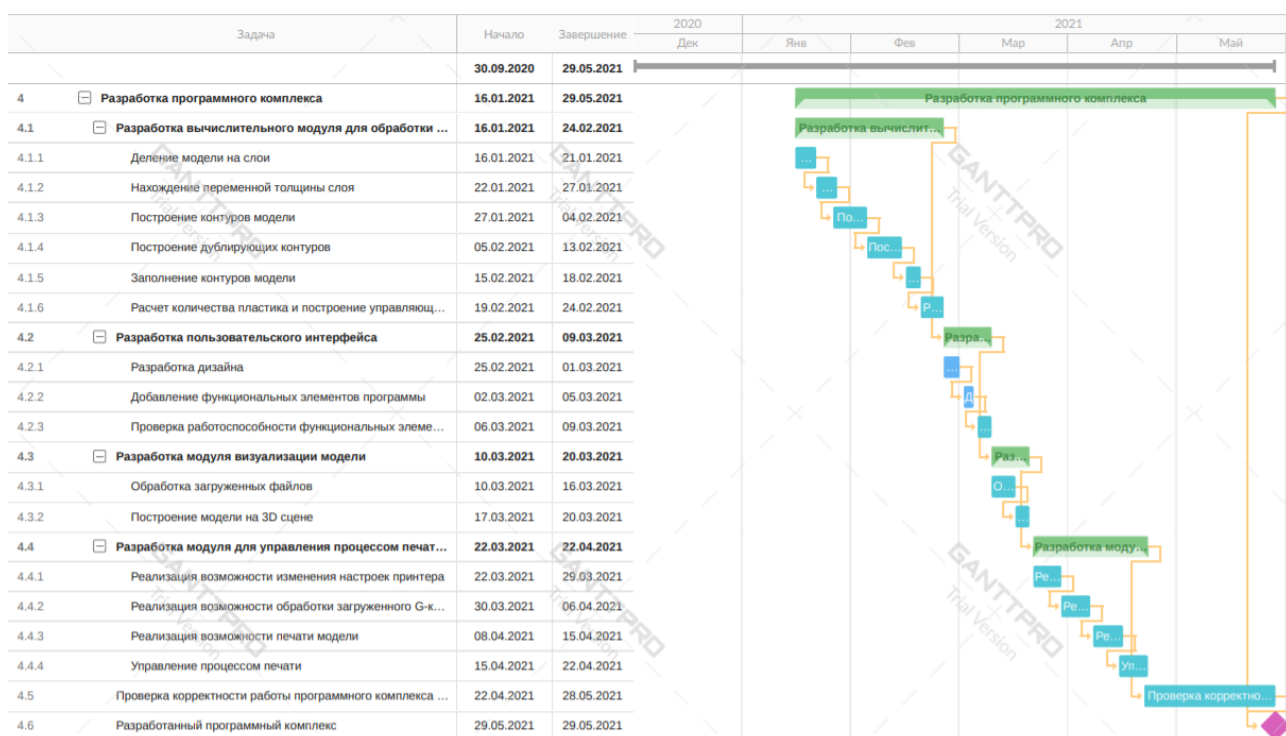 Задача Начало Завершение 2020 2021
Дек Янв Фев Мар Апр Май
30.09.2020 29.05.2021
4 Разработка программного комплекса 16.01.2021 29.05.2021 Разработка программного комплекса
4.1 Разработка вычислительного модуля для обработки ... 16.01.2021 24.02.2021 Разработка вычислит...
4.1.1 Деление модели на слои 16.01.2021 21.01.2021 ...
4.1.2 Нахождение переменной толщины слоя 22.01.2021 27.01.2021 ...
4.1.3 Построение контуров модели 27.01.2021 04.02.2021 По...
4.1.4 Построение дублирующих контуров 05.02.2021 13.02.2021 Пос...
4.1.5 Заполнение контуров модели 15.02.2021 18.02.2021 ...
4.1.6 Расчет количества пластика и построение управляющ... 19.02.2021 24.02.2021 Р...
4.2 Разработка пользовательского интерфейса 25.02.2021 09.03.2021 Разра...
4.2.1 Разработка дизайна 25.02.2021 01.03.2021 ...
4.2.2 Добавление функциональных элементов программы 02.03.2021 05.03.2021 Д
4.2.3 Проверка работоспособности функциональных элеме... 06.03.2021 09.03.2021 ...
4.3 Разработка модуля визуализации модели 10.03.2021 20.03.2021 Раз...
4.3.1 Обработка загруженных файлов 10.03.2021 16.03.2021 О...
4.3.2 Построение модели на 3D сцене 17.03.2021 20.03.2021 ...
4.4 Разработка модуля для управления процессом печат... 22.03.2021 22.04.2021 Разработка моду...
4.4.1 Реализация возможности изменения настроек принтера 22.03.2021 29.03.2021 Ре...
4.4.2 Реализация возможности обработки загруженного G-к... 30.03.2021 06.04.2021 Ре...
4.4.3 Реализация возможности печати модели 08.04.2021 15.04.2021 Ре...
4.4.4 Управление процессом печати 15.04.2021 22.04.2021 Уп...
4.5 Проверка корректности работы программного комплекса ... 22.04.2021 28.05.2021 Проверка корректно...
4.6 Разработанный программный комплекс 29.05.2021 29.05.2021
GANTTPRO
Trial Version
GANTTPRO
Trial Version
GANTTPRO
Trial Version
GANTTPRO
Trial Version
GANTTPRO
Trial Version
GANTTPRO
Trial Version